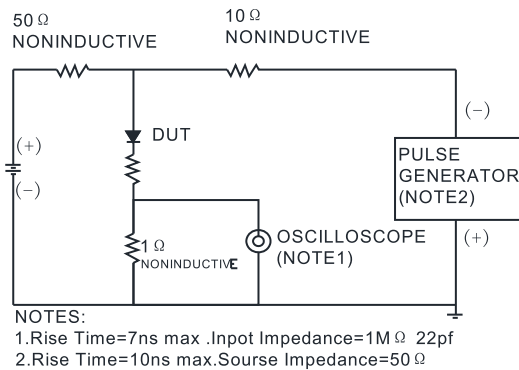 50 Ω
NONINDUCTIVE
10 Ω
NONINDUCTIVE
(+)
(−)
DUT
1 Ω
NONINDUCTIVE
OSCILLOSCOPE
(NOTE1)
(−)
PULSE
GENERATOR
(NOTE2)
(+)
NOTES:
1.Rise Time=7ns max .Inpot Impedance=1M Ω 22pf
2.Rise Time=10ns max.Sourse Impedance=50 Ω